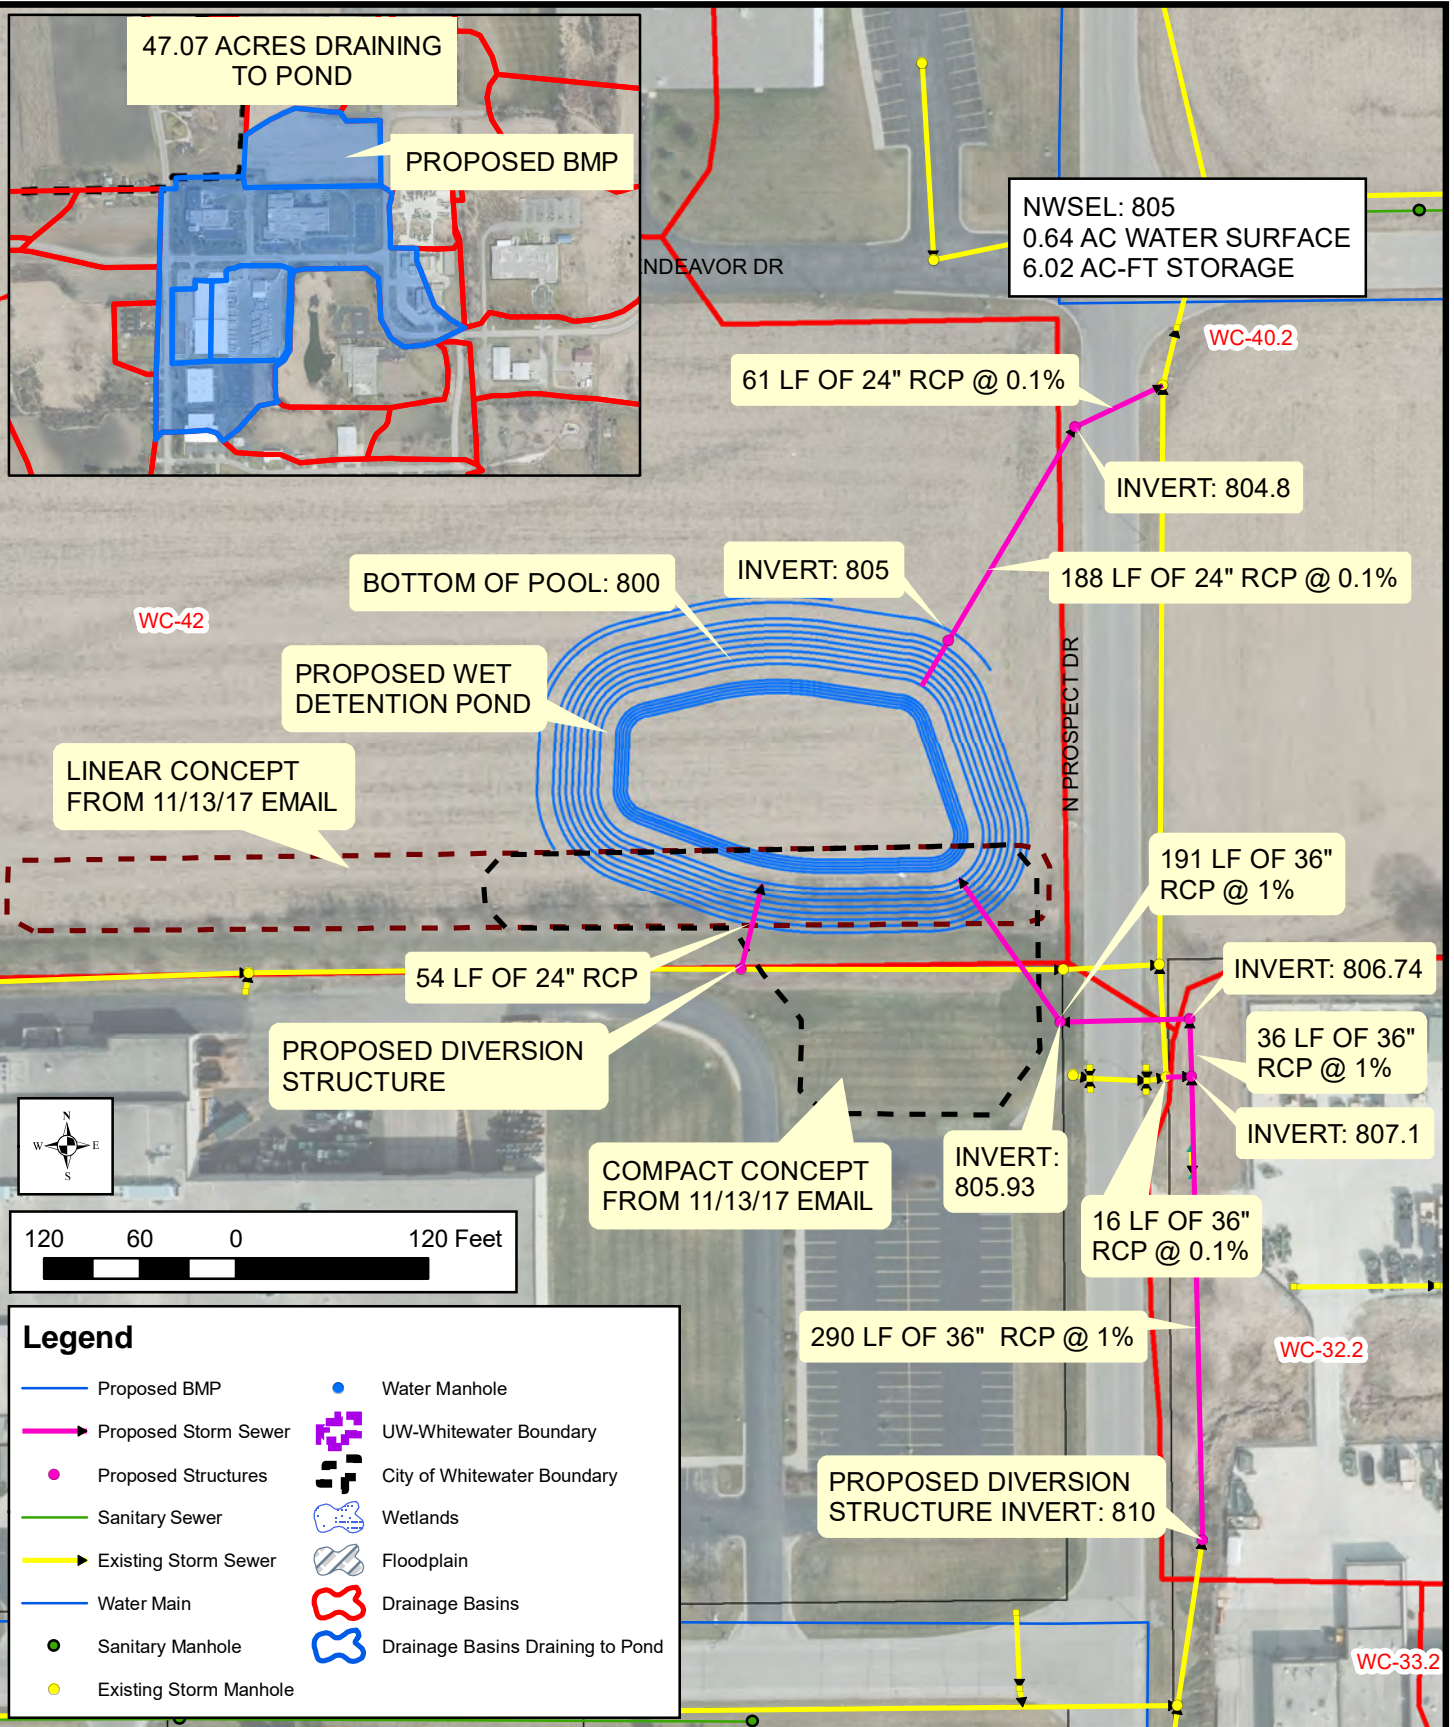 47.07 ACRES DRAINING
TO POND
PROPOSED BMP
NWSEL: 805
0.64 AC WATER SURFACE
6.02 AC-FT STORAGE
NDEAVOR DR
WC-40.2
61 LF OF 24" RCP @ 0.1%
INVERT: 804.8
INVERT: 805
188 LF OF 24" RCP @ 0.1%
BOTTOM OF POOL: 800
WC-42
PROPOSED WET
DETENTION POND
N PROSPECT DR
LINEAR CONCEPT
FROM 11/13/17 EMAIL
191 LF OF 36"
RCP @ 1%
54 LF OF 24" RCP
INVERT: 806.74
PROPOSED DIVERSION
STRUCTURE
36 LF OF 36"
RCP @ 1%
INVERT: 807.1
N
W E
S
COMPACT CONCEPT
FROM 11/13/17 EMAIL
INVERT:
805.93
16 LF OF 36"
RCP @ 0.1%
120 60 0 120 Feet
290 LF OF 36" RCP @ 1%
WC-32.2
PROPOSED DIVERSION
STRUCTURE INVERT: 810
WC-33.2
Legend
Proposed BMP
Proposed Storm Sewer
Proposed Structures
Sanitary Sewer
Existing Storm Sewer
Water Main
Sanitary Manhole
Existing Storm Manhole
Water Manhole
UW-Whitewater Boundary
City of Whitewater Boundary
Wetlands
Floodplain
Drainage Basins
Drainage Basins Draining to Pond